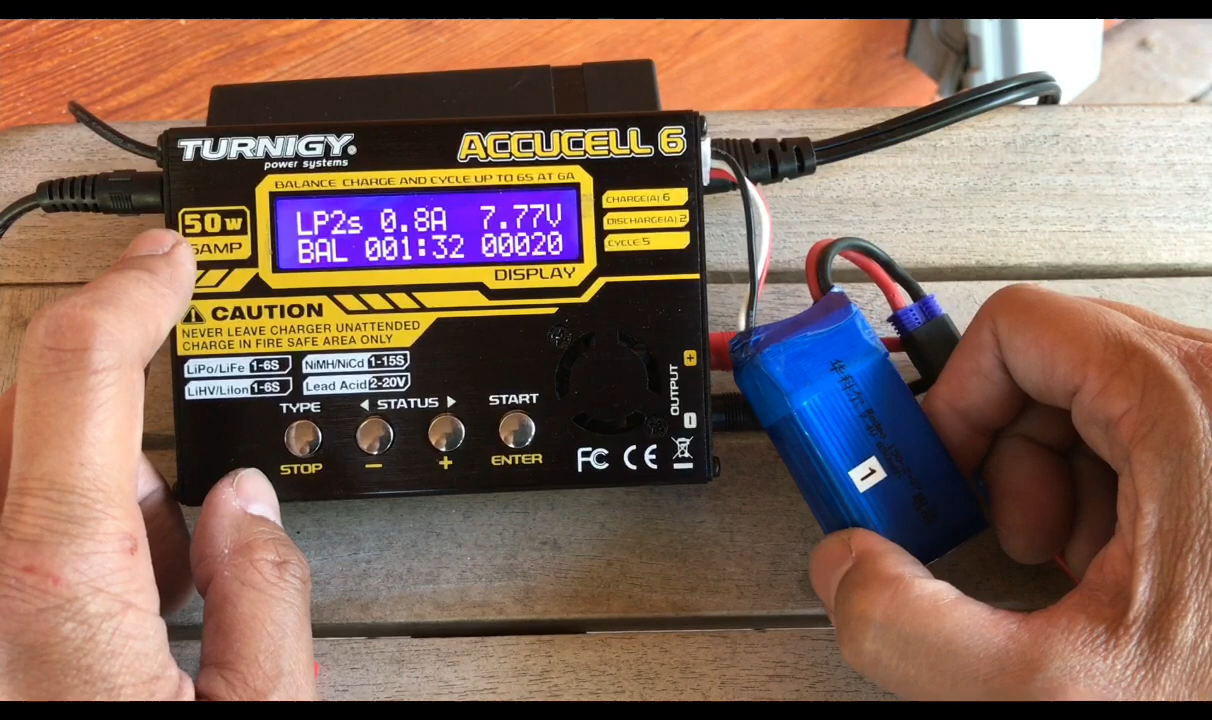 TURNIGY
power systems
ACCUCELL 6
BALANCE CHARGE AND CYCLE UP TO 6S AT 6A
50W
AMP
LP2s 0.8A 7.77V
BAL 001:32 00020
DISPLAY
CHARGE(A) 6
DISCHARGE(A) 2
CYCLE 5
CAUTION
NEVER LEAVE CHARGER UNATTENDED
CHARGE IN FIRE SAFE AREA ONLY
LiPo/LiFe 1-6S
NiMH/NiCd 1-15S
LiHV/LiIon 1-6S
Lead Acid 2-20V
TYPE
STATUS
START
STOP
−
+
ENTER
OUTPUT
+
−
FC CE
1